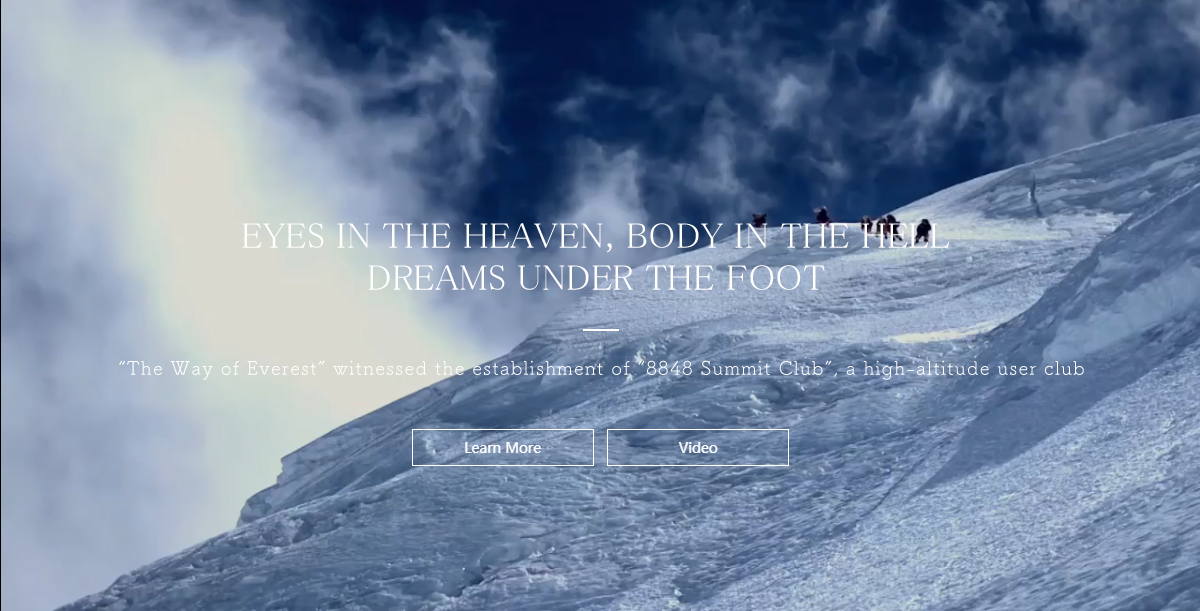 EYES IN THE HEAVEN, BODY IN THE HELL
DREAMS UNDER THE FOOT
“The Way of Everest” witnessed the establishment of “8848 Summit Club”, a high-altitude user club
Learn More
Video